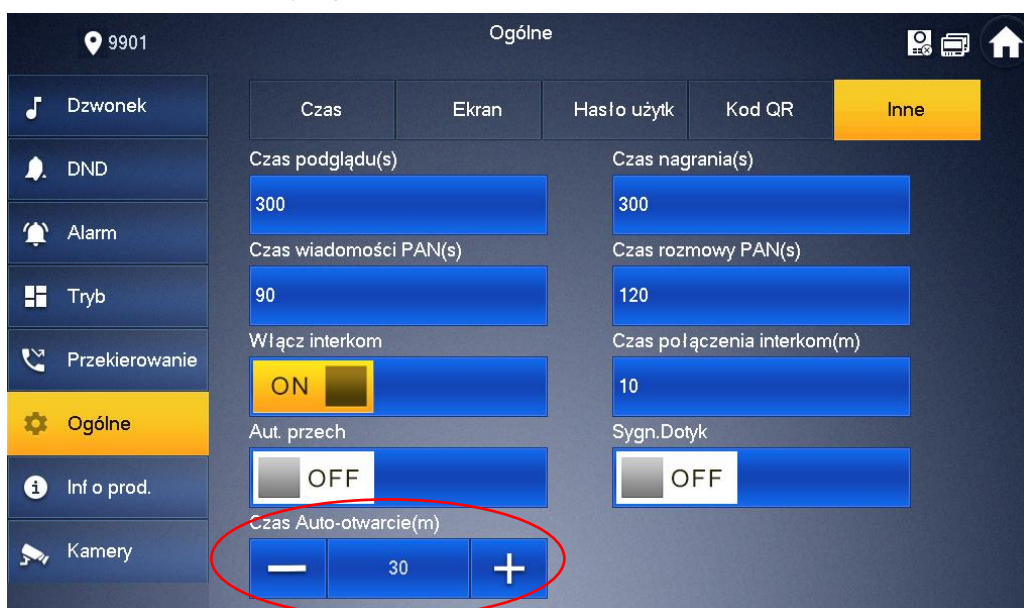 9901
Ogólne
Dzwonek
DND
Alarm
Tryb
Przekierowanie
Ogólne
Inf o prod.
Kamery
Czas
Ekran
Hasło użytk
Kod QR
Inne
Czas podglądu(s)
Czas nagrania(s)
300
300
Czas wiadomości PAN(s)
Czas rozmowy PAN(s)
90
120
Włącz interkom
Czas połączenia interkom(m)
ON
10
Aut. przech
Sygn.Dotyk
OFF
OFF
Czas Auto-otwarcie(m)
30